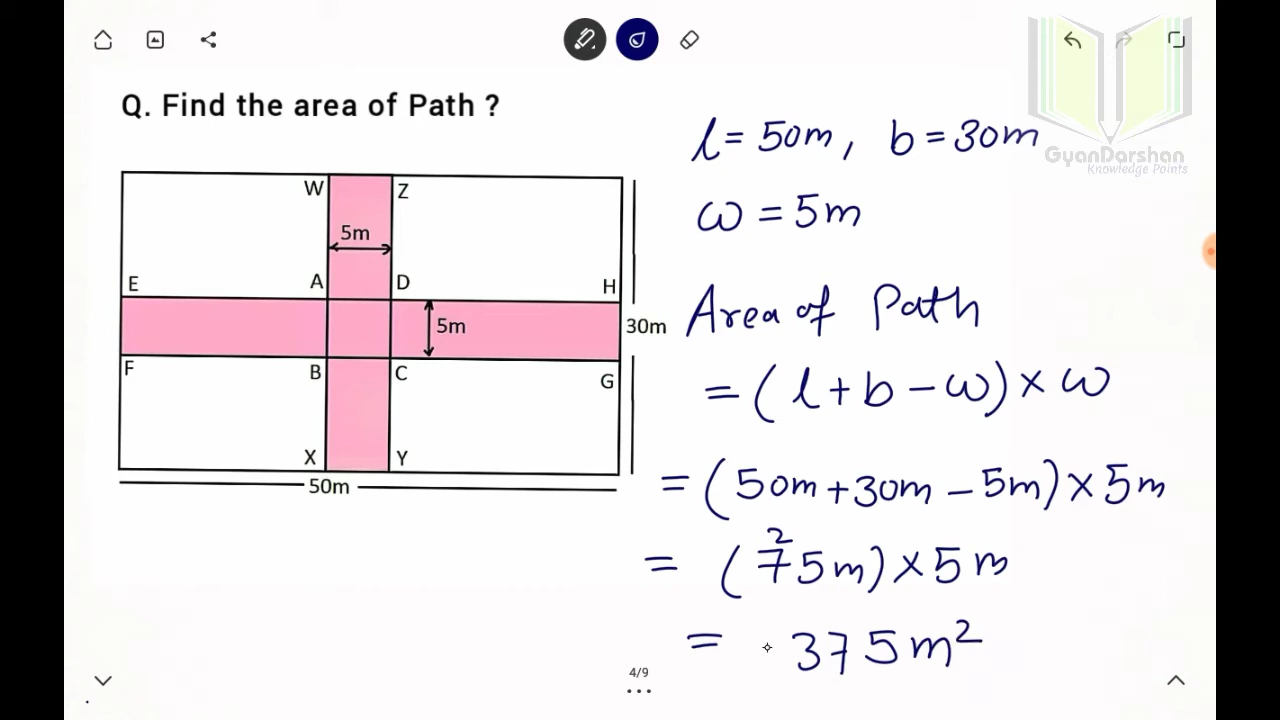 Q. Find the area of Path ?
W Z
5m
E A D H
5m
30m
F B C G
X Y
50m
l = 50m, b = 30m
w = 5m
Area of Path
= (l + b - w) × w
= (50m + 30m - 5m) × 5m
2
= (75m) × 5m
= 375m²
GyanDarshan
Knowledge Points
4/9